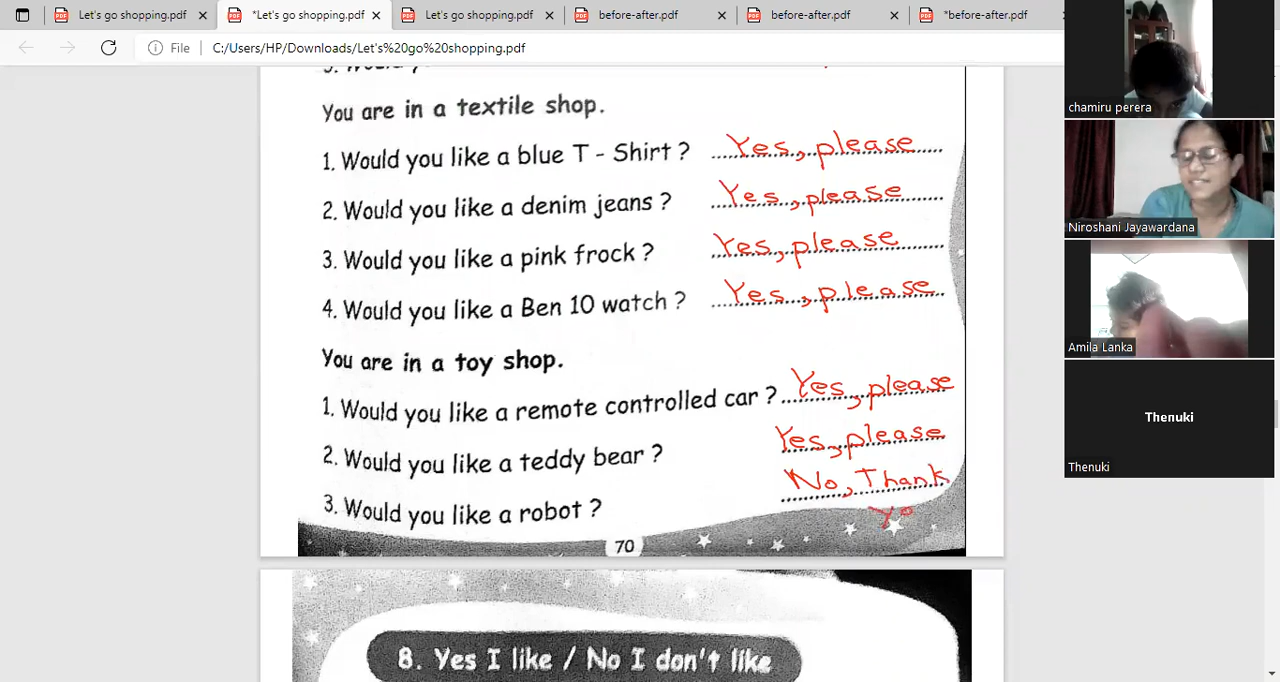 Let's go shopping.pdf
*Let's go shopping.pdf
Let's go shopping.pdf
before-after.pdf
before-after.pdf
*before-after.pdf
File
C:/Users/HP/Downloads/Let's%20go%20shopping.pdf
You are in a textile shop.
1. Would you like a blue T - Shirt ? Yes, please
2. Would you like a denim jeans ? Yes, please
3. Would you like a pink frock ? Yes, please
4. Would you like a Ben 10 watch ? Yes, please
You are in a toy shop.
1. Would you like a remote controlled car ? Yes, please
2. Would you like a teddy bear ? Yes, please
3. Would you like a robot ? No, Thank
Yo
70
8. Yes I like / No I don't like
chamiru perera
Niroshani Jayawardana
Amila Lanka
Thenuki
Thenuki